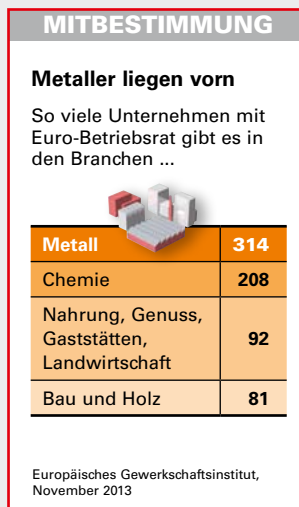 MITBESTIMMUNG
Metaller liegen vorn
So viele Unternehmen mit
Euro-Betriebsrat gibt es in
den Branchen ...
Metall 314
Chemie 208
Nahrung, Genuss,
Gaststätten, 92
Landwirtschaft
Bau und Holz 81
Europäisches Gewerkschaftsinstitut,
November 2013